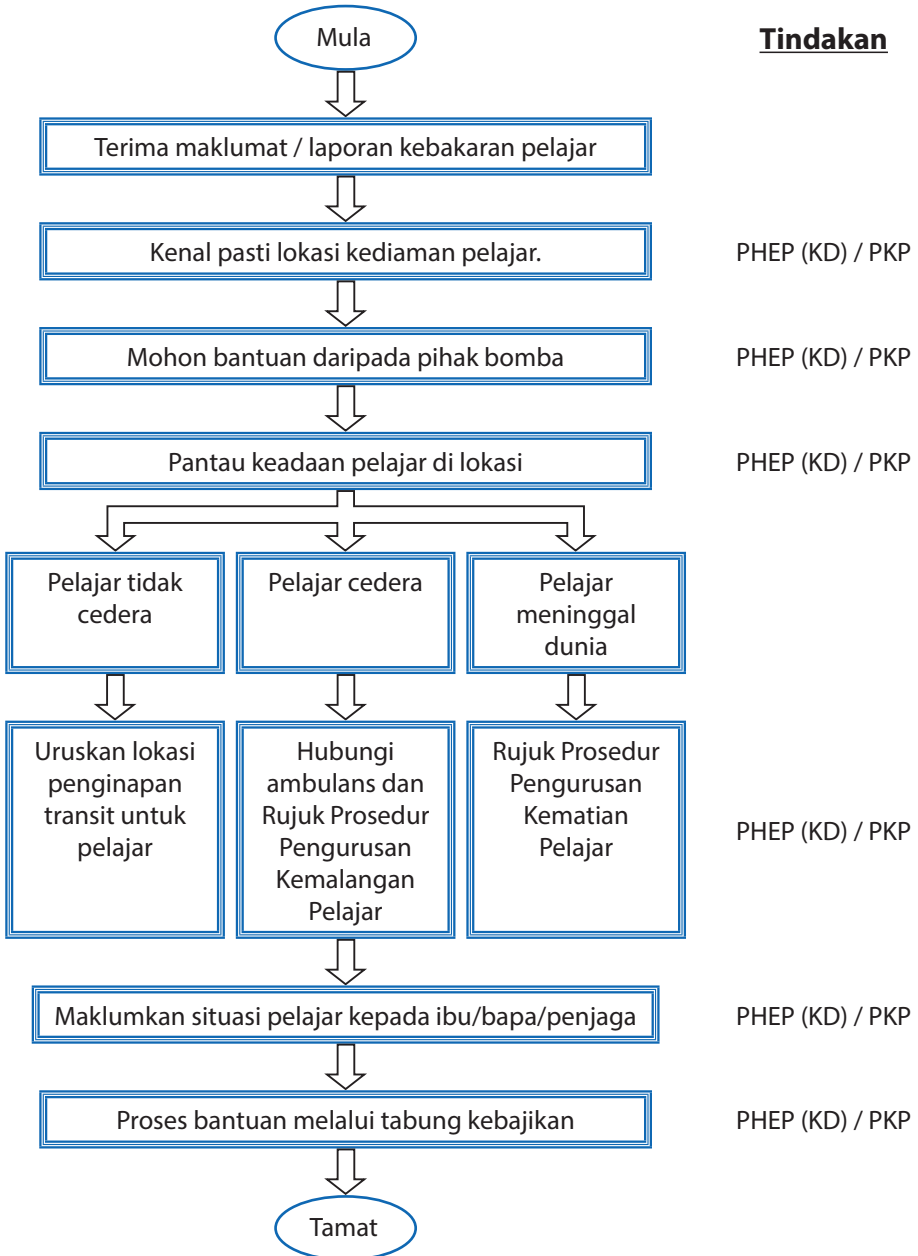 Mula
Tindakan
Terima maklumat / laporan kebakaran pelajar
Kenal pasti lokasi kediaman pelajar.
PHEP (KD) / PKP
Mohon bantuan daripada pihak bomba
PHEP (KD) / PKP
Pantau keadaan pelajar di lokasi
PHEP (KD) / PKP
Pelajar tidak
cedera
Pelajar cedera
Pelajar
meninggal
dunia
Uruskan lokasi
penginapan
transit untuk
pelajar
Hubungi
ambulans dan
Rujuk Prosedur
Pengurusan
Kemalangan
Pelajar
Rujuk Prosedur
Pengurusan
Kematian
Pelajar
PHEP (KD) / PKP
Maklumkan situasi pelajar kepada ibu/bapa/penjaga
PHEP (KD) / PKP
Proses bantuan melalui tabung kebajikan
PHEP (KD) / PKP
Tamat